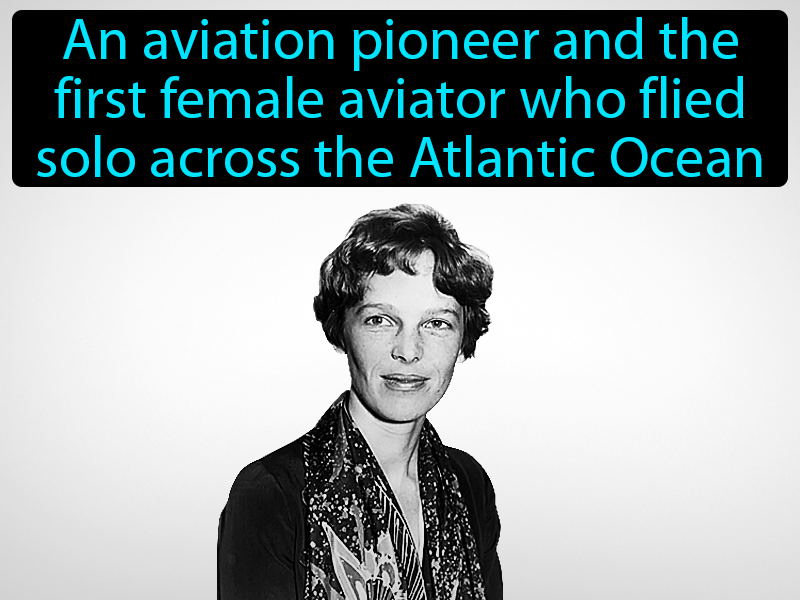 An aviation pioneer and the
first female aviator who flied
solo across the Atlantic Ocean